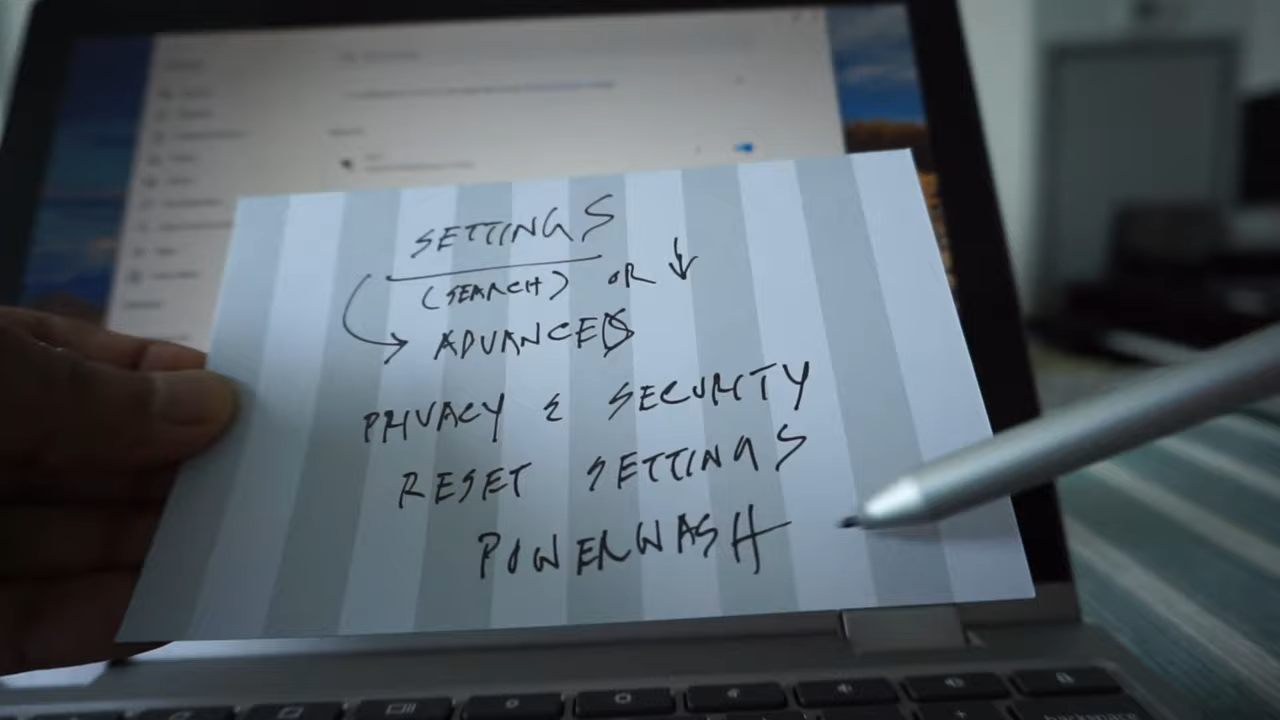 SETTINGS
(SEARCH) OR ↓
→ ADVANCED
PRIVACY & SECURITY
RESET SETTINGS
POWERWASH